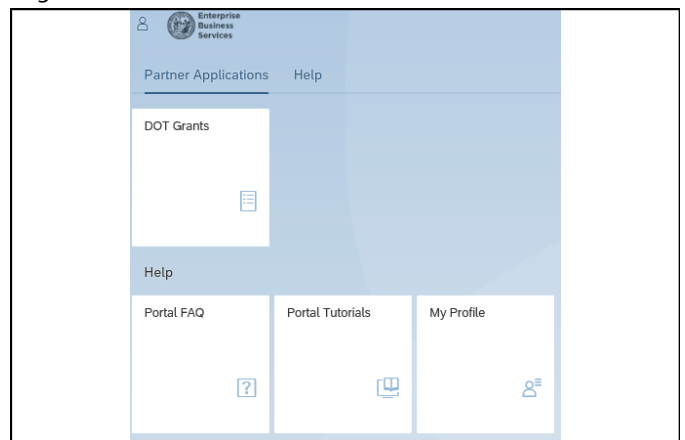 Enterprise
Business
Services
Partner Applications Help
DOT Grants
Help
Portal FAQ Portal Tutorials My Profile
?